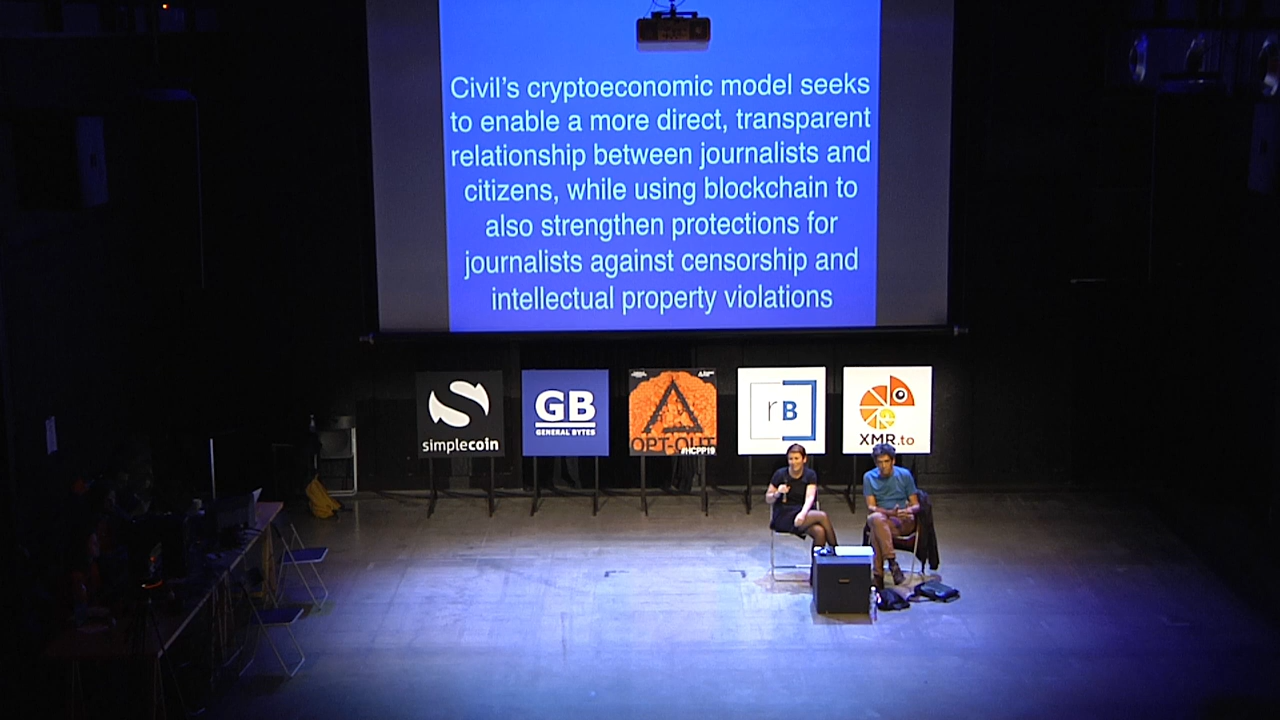 Civil's cryptoeconomic model seeks
to enable a more direct, transparent
relationship between journalists and
citizens, while using blockchain to
also strengthen protections for
journalists against censorship and
intellectual property violations
simplecoin
GB
GENERAL BYTES
OPT-OUT
#HCPP19
rB
XMR.to